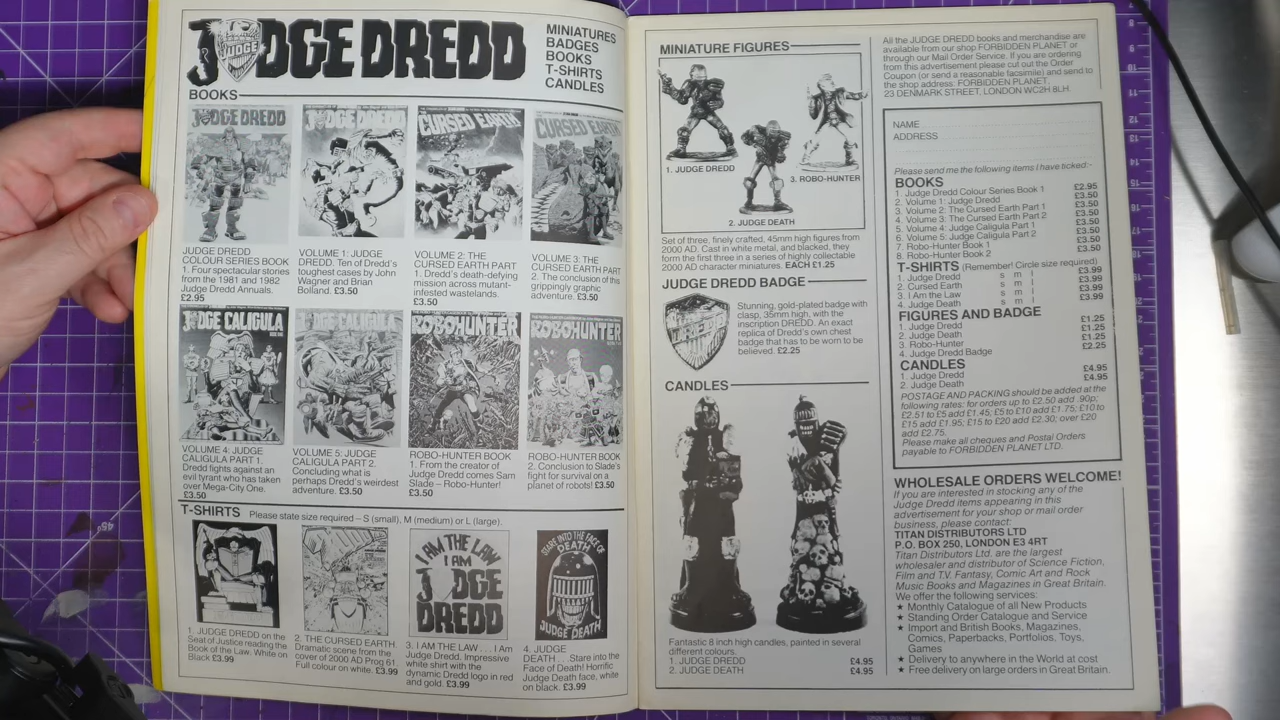 JUDGE DREDD
MINIATURES
BADGES
BOOKS
T-SHIRTS
CANDLES
BOOKS
JUDGE DREDD
JUDGE DREDD
CURSED EARTH
CURSED EARTH
JUDGE DREDD
COLOUR SERIES BOOK
1. Four spectacular stories
from the 1981 and 1982
Judge Dredd Annuals.
£2.95
VOLUME 1: JUDGE
DREDD. Ten of Dredd's
toughest cases by John
Wagner and Brian
Bolland. £3.50
VOLUME 2: THE
CURSED EARTH PART
1. Dredd's death-defying
mission across mutant-
infested wastelands.
£3.50
VOLUME 3: THE
CURSED EARTH PART
2. The conclusion of this
grippingly graphic
adventure. £3.50
JUDGE CALIGULA
JUDGE CALIGULA
ROBOHUNTER
ROBOHUNTER
VOLUME 4: JUDGE
CALIGULA PART 1.
Dredd fights against an
evil tyrant who has taken
over Mega-City One.
£3.50
VOLUME 5: JUDGE
CALIGULA PART 2.
Concluding what is
perhaps Dredd's weirdest
adventure. £3.50
ROBO-HUNTER BOOK
1. From the creator of
Judge Dredd comes Sam
Slade – Robo-Hunter!
£3.50
ROBO-HUNTER BOOK
2. Conclusion to Slade's
fight for survival on a
planet of robots! £3.50
T-SHIRTS Please state size required – S (small), M (medium) or L (large).
I AM THE LAW
I AM
JUDGE
DREDD
STARE INTO THE FACE OF
DEATH
JUDGE DEATH
1. JUDGE DREDD on the
Seat of Justice reading the
Book of the Law. White on
Black £3.99
2. THE CURSED EARTH.
Dramatic scene from the
cover of 2000 AD Prog 61.
Full colour on white. £3.99
3. I AM THE LAW . . . I Am
Judge Dredd. Impressive
white shirt with the
dynamic Dredd logo in red
and gold. £3.99
4. JUDGE
DEATH . . . Stare into the
Face of Death! Horrific
Judge Death face, white
on black. £3.99
MINIATURE FIGURES
1. JUDGE DREDD
2. JUDGE DEATH
3. ROBO-HUNTER
Set of three, finely crafted, 45mm high figures from
2000 AD. Cast in white metal, and blacked, they
form the first three in a series of highly collectable
2000 AD character miniatures. EACH £1.25
JUDGE DREDD BADGE
DREDD
Stunning, gold-plated badge with
clasp, 35mm high, with the
inscription DREDD. An exact
replica of Dredd's own chest
badge that has to be worn to be
believed. £2.25
CANDLES
Fantastic 8 inch high candles, painted in several
different colours.
1. JUDGE DREDD £4.95
2. JUDGE DEATH £4.95
All the JUDGE DREDD books and merchandise are
available from our shop FORBIDDEN PLANET or
through our Mail Order Service. If you are ordering
from this advertisement please cut out the Order
Coupon (or send a reasonable facsimile) and send to
the shop address: FORBIDDEN PLANET,
23 DENMARK STREET, LONDON WC2H 8LH.
NAME
ADDRESS
Please send me the following items I have ticked:-
BOOKS
1. Judge Dredd Colour Series Book 1 £2.95
2. Volume 1: Judge Dredd £3.50
3. Volume 2: The Cursed Earth Part 1 £3.50
4. Volume 3: The Cursed Earth Part 2 £3.50
5. Volume 4: Judge Caligula Part 1 £3.50
6. Volume 5: Judge Caligula Part 2 £3.50
7. Robo-Hunter Book 1 £3.50
8. Robo-Hunter Book 2 £3.50
T-SHIRTS (Remember! Circle size required)
1. Judge Dredd s m l £3.99
2. Cursed Earth s m l £3.99
3. I Am the Law s m l £3.99
4. Judge Death s m l £3.99
FIGURES AND BADGE
1. Judge Dredd £1.25
2. Judge Death £1.25
3. Robo-Hunter £1.25
4. Judge Dredd Badge £2.25
CANDLES
1. Judge Dredd £4.95
2. Judge Death £4.95
POSTAGE AND PACKING should be added at the
following rates: for orders up to £2.50 add .90p;
£2.51 to £5 add £1.45; £5 to £10 add £1.75; £10 to
£15 add £1.95; £15 to £20 add £2.30; over £20
add £2.75.
Please make all cheques and Postal Orders
payable to FORBIDDEN PLANET LTD.
WHOLESALE ORDERS WELCOME!
If you are interested in stocking any of the
Judge Dredd items appearing in this
advertisement for your shop or mail order
business, please contact:
TITAN DISTRIBUTORS LTD
P.O. BOX 250, LONDON E3 4RT
Titan Distributors Ltd. are the largest
wholesaler and distributor of Science Fiction,
Film and T.V. Fantasy, Comic Art and Rock
Music Books and Magazines in Great Britain.
We offer the following services:
★ Monthly Catalogue of all New Products
★ Standing Order Catalogue and Service
★ Import and British Books, Magazines,
Comics, Paperbacks, Portfolios, Toys,
Games
★ Delivery to anywhere in the World at cost
★ Free delivery on large orders in Great Britain.